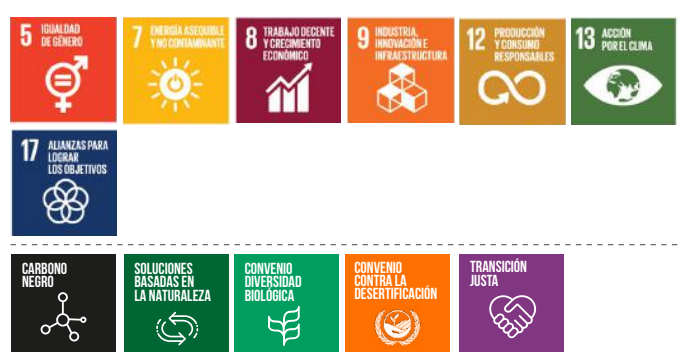 5 IGUALDAD
DE GÉNERO
7 ENERGÍA ASEQUIBLE
Y NO CONTAMINANTE
8 TRABAJO DECENTE
Y CRECIMIENTO
ECONÓMICO
9 INDUSTRIA,
INNOVACIÓN E
INFRAESTRUCTURA
12 PRODUCCIÓN
Y CONSUMO
RESPONSABLES
13 ACCIÓN
POR EL CLIMA
17 ALIANZAS PARA
LOGRAR
LOS OBJETIVOS
CARBONO
NEGRO
SOLUCIONES
BASADAS EN
LA NATURALEZA
CONVENIO
DIVERSIDAD
BIOLÓGICA
CONVENIO
CONTRA LA
DESERTIFICACIÓN
TRANSICIÓN
JUSTA